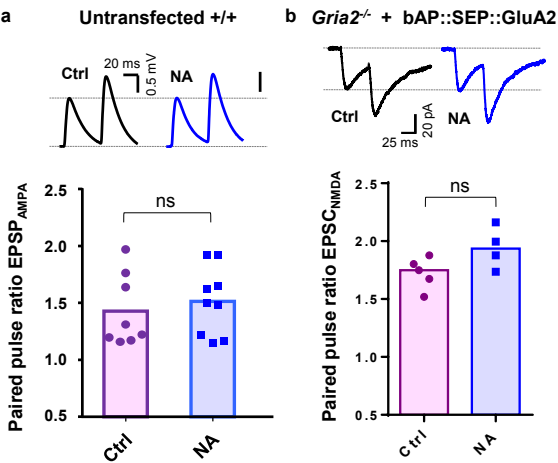 a
Untransfected +/+
Ctrl
20 ms
0.5 mV
NA
Paired pulse ratio EPSP_AMPA
2.5
2.0
1.5
1.0
0.5
ns
Ctrl
NA
b
Gria2-/- + bAP::SEP::GluA2
Ctrl
25 ms
20 pA
NA
Paired pulse ratio EPSC_NMDA
2.5
2.0
1.5
1.0
0.5
ns
Ctrl
NA